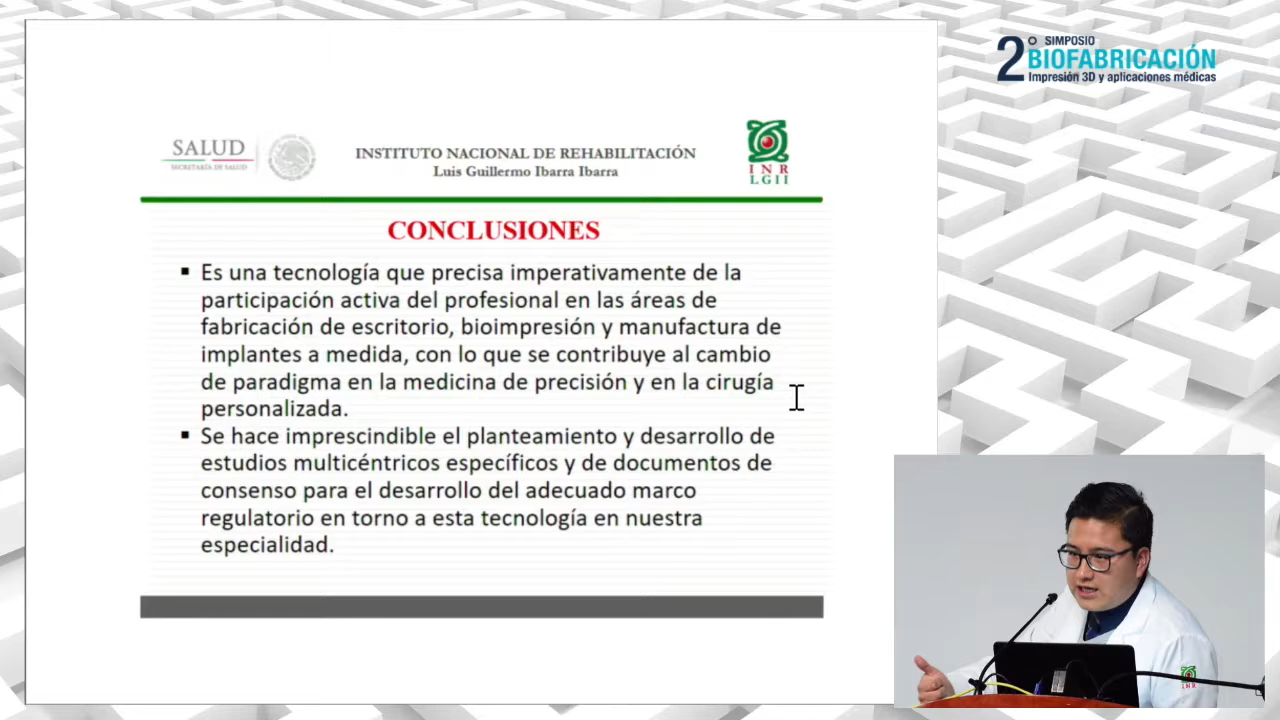 2° SIMPOSIO
BIOFABRICACIÓN
Impresión 3D y aplicaciones médicas
SALUD
SECRETARÍA DE SALUD
INSTITUTO NACIONAL DE REHABILITACIÓN
Luis Guillermo Ibarra Ibarra
INR
LGII
CONCLUSIONES
▪ Es una tecnología que precisa imperativamente de la
participación activa del profesional en las áreas de
fabricación de escritorio, bioimpresión y manufactura de
implantes a medida, con lo que se contribuye al cambio
de paradigma en la medicina de precisión y en la cirugía
personalizada.
▪ Se hace imprescindible el planteamiento y desarrollo de
estudios multicéntricos específicos y de documentos de
consenso para el desarrollo del adecuado marco
regulatorio en torno a esta tecnología en nuestra
especialidad.
INR